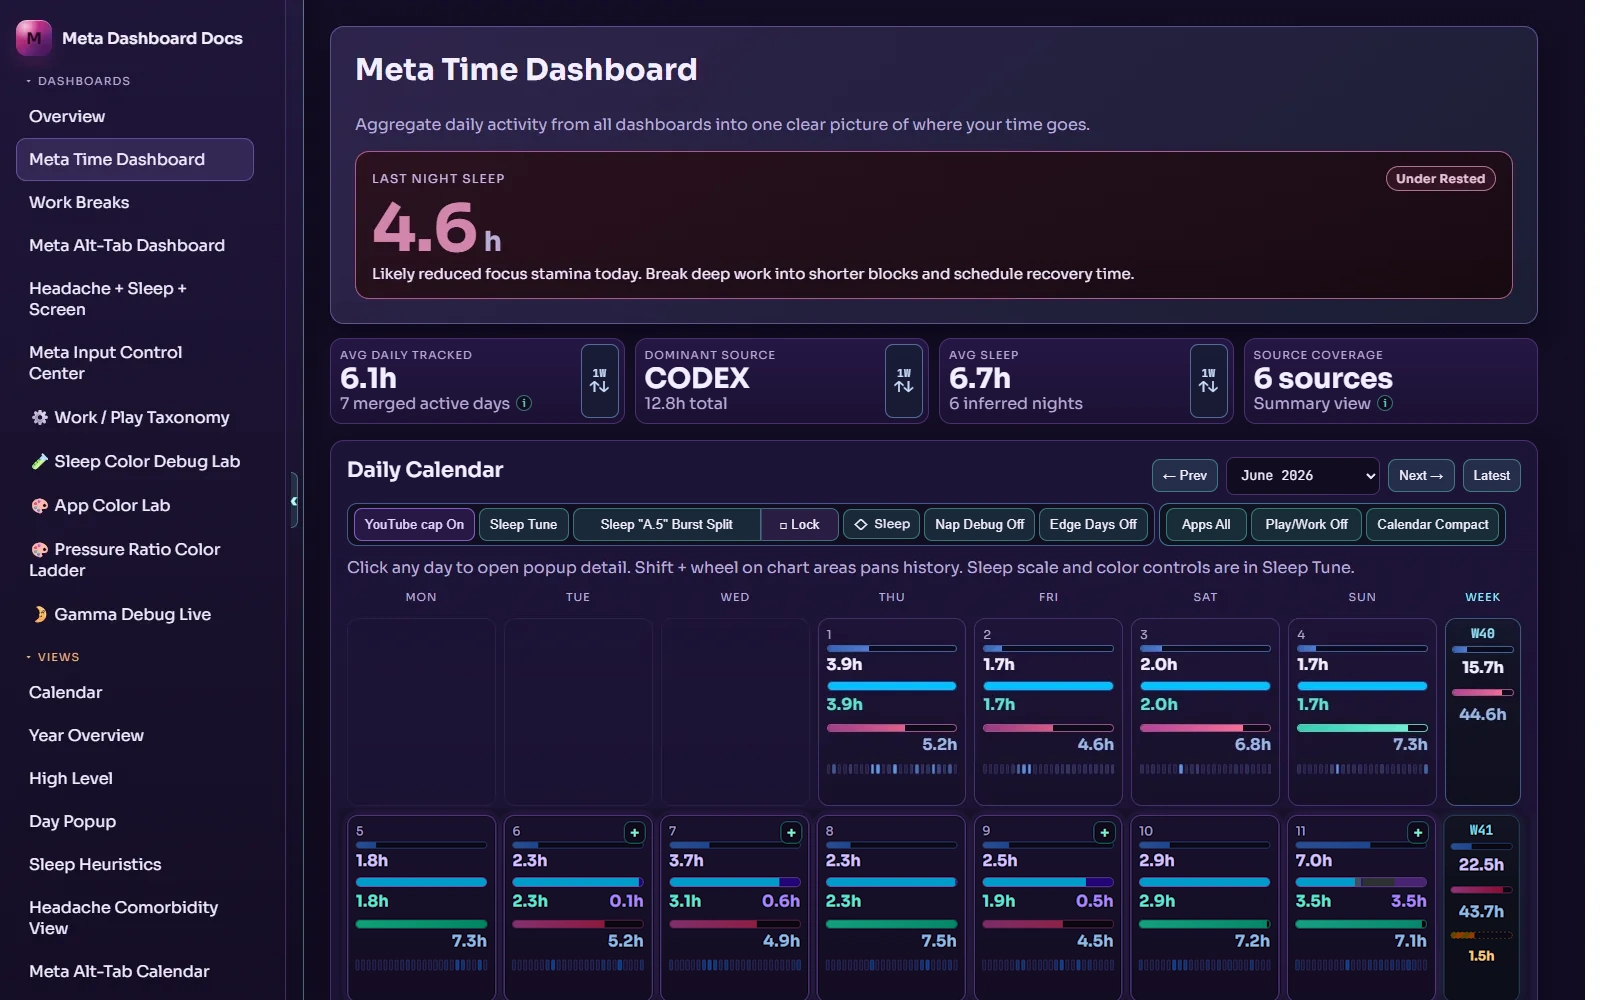 M Meta Dashboard Docs
DASHBOARDS
Overview
Meta Time Dashboard
Work Breaks
Meta Alt-Tab Dashboard
Headache + Sleep +
Screen
Meta Input Control
Center
Work / Play Taxonomy
Sleep Color Debug Lab
App Color Lab
Pressure Ratio Color
Ladder
Gamma Debug Live
VIEWS
Calendar
Year Overview
High Level
Day Popup
Sleep Heuristics
Headache Comorbidity
View
Meta Alt-Tab Calendar
Meta Time Dashboard
Aggregate daily activity from all dashboards into one clear picture of where your time goes.
LAST NIGHT SLEEP
Under Rested
4.6 h
Likely reduced focus stamina today. Break deep work into shorter blocks and schedule recovery time.
AVG DAILY TRACKED
6.1h
7 merged active days i
1W
DOMINANT SOURCE
CODEX
12.8h total
1W
AVG SLEEP
6.7h
6 inferred nights
1W
SOURCE COVERAGE
6 sources
Summary view i
Daily Calendar
← Prev
June 2026
Next →
Latest
YouTube cap On
Sleep Tune
Sleep "A.5" Burst Split
Lock
Sleep
Nap Debug Off
Edge Days Off
Apps All
Play/Work Off
Calendar Compact
Click any day to open popup detail. Shift + wheel on chart areas pans history. Sleep scale and color controls are in Sleep Tune.
MON TUE WED THU FRI SAT SUN WEEK
1
3.9h
3.9h
5.2h
2
1.7h
1.7h
4.6h
3
2.0h
2.0h
6.8h
4
1.7h
1.7h
7.3h
W40
15.7h
44.6h
5
1.8h
1.8h
7.3h
6 +
2.3h
2.3h 0.1h
5.2h
7 +
3.7h
3.1h 0.6h
4.9h
8
2.3h
2.3h
7.5h
9 +
2.5h
1.9h 0.5h
4.5h
10
2.9h
2.9h
7.2h
11 +
7.0h
3.5h 3.5h
7.1h
W41
22.5h
43.7h
1.5h